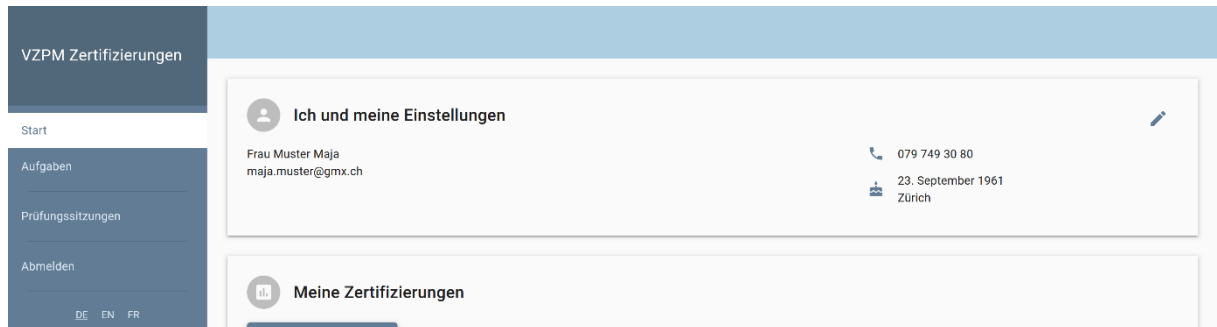 VZPM Zertifizierungen
Start
Aufgaben
Prüfungssitzungen
Abmelden
DE EN FR
Ich und meine Einstellungen
Frau Muster Maja
maja.muster@gmx.ch
079 749 30 80
23. September 1961
Zürich
Meine Zertifizierungen